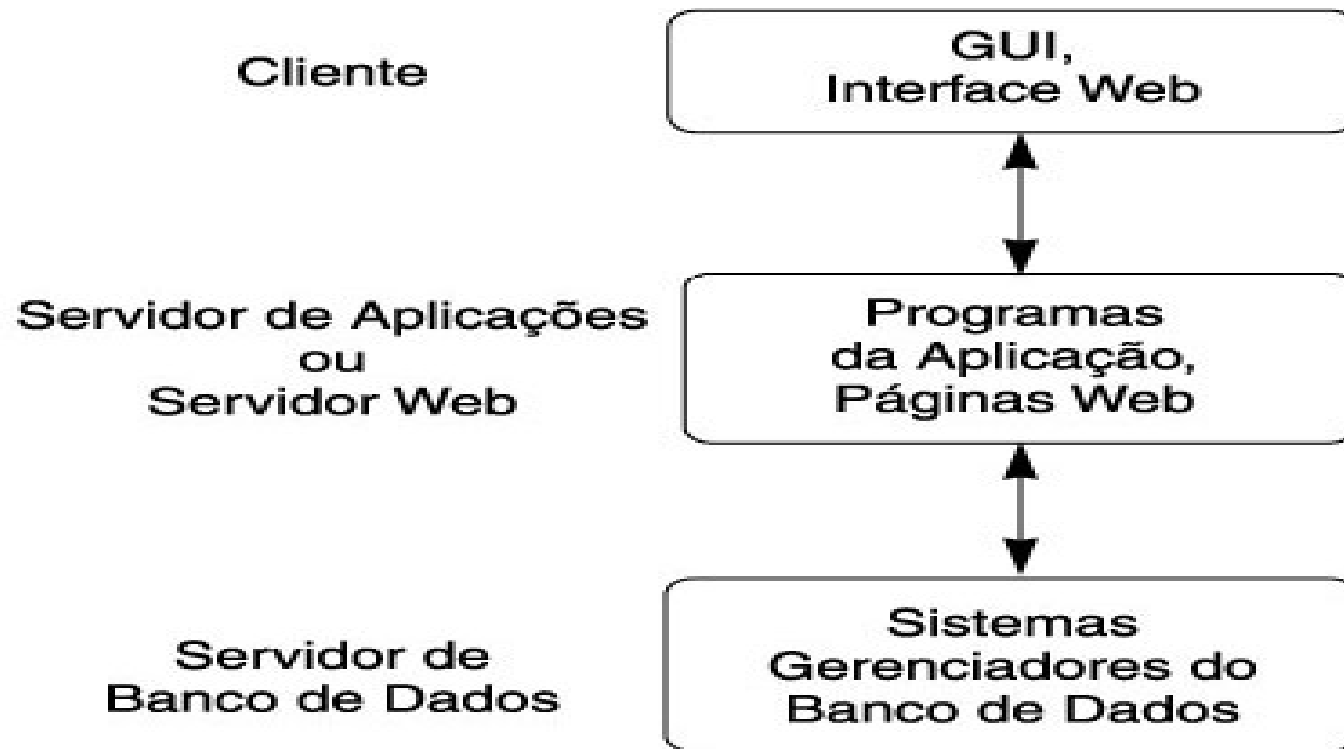 Cliente
GUI,
Interface Web
Servidor de Aplicações
ou
Servidor Web
Programas
da Aplicação,
Páginas Web
Servidor de
Banco de Dados
Sistemas
Gerenciadores do
Banco de Dados